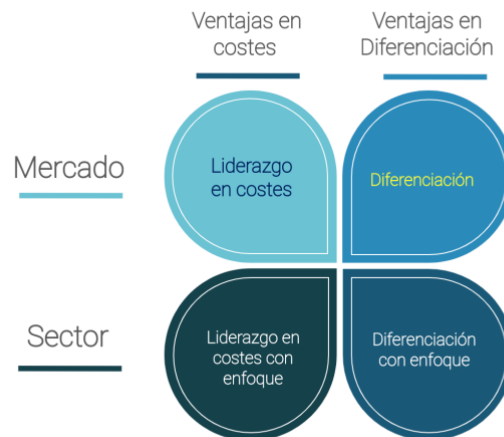 Ventajas en
costes
Ventajas en
Diferenciación
Mercado
Liderazgo
en costes
Diferenciación
Sector
Liderazgo en
costes con
enfoque
Diferenciación
con enfoque